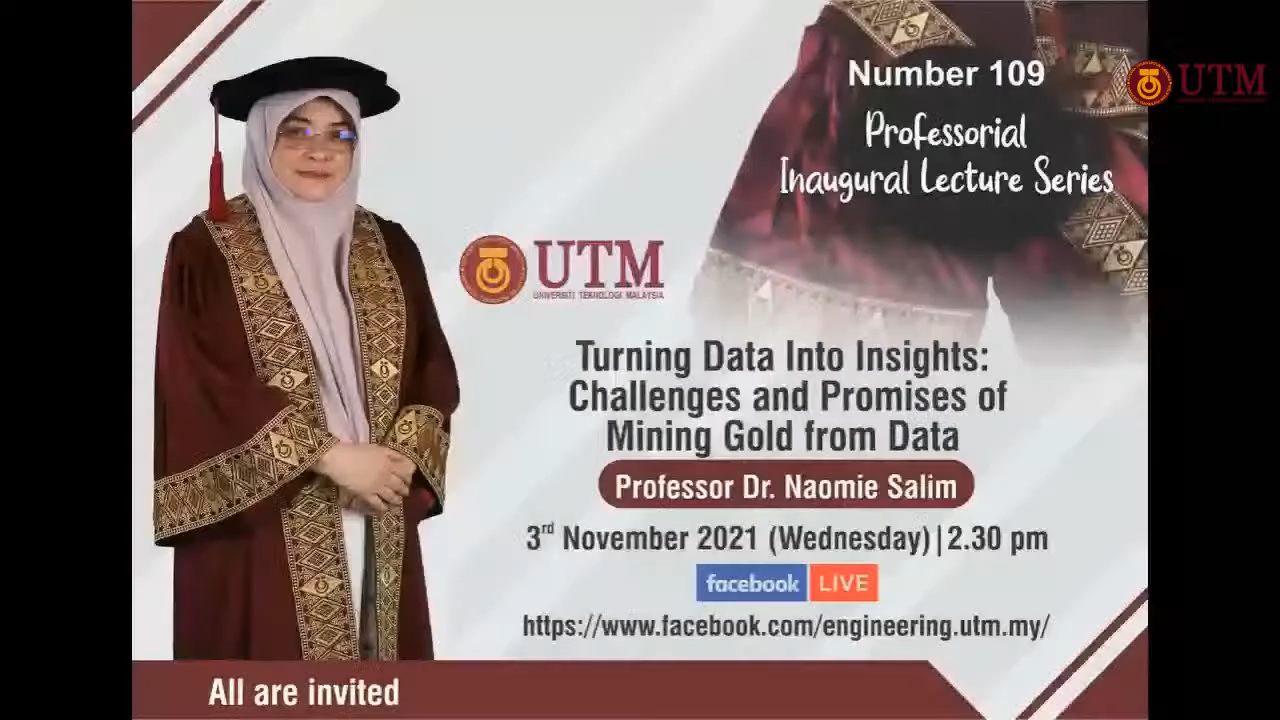 Number 109
Professorial
Inaugural Lecture Series
UTM
UTM
UNIVERSITI TEKNOLOGI MALAYSIA
Turning Data Into Insights:
Challenges and Promises of
Mining Gold from Data
Professor Dr. Naomie Salim
3rd November 2021 (Wednesday)|2.30 pm
facebook LIVE
https://www.facebook.com/engineering.utm.my/
All are invited